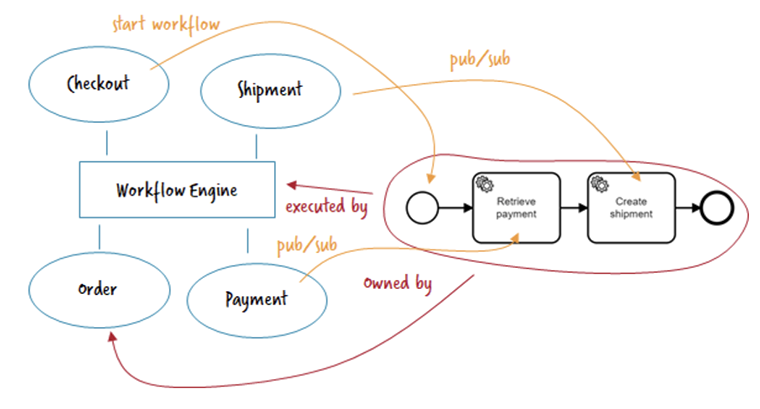 start workflow
Checkout
Shipment
pub/sub
Workflow Engine
executed by
Retrieve
payment
Create
shipment
pub/sub
Order
Payment
Owned by